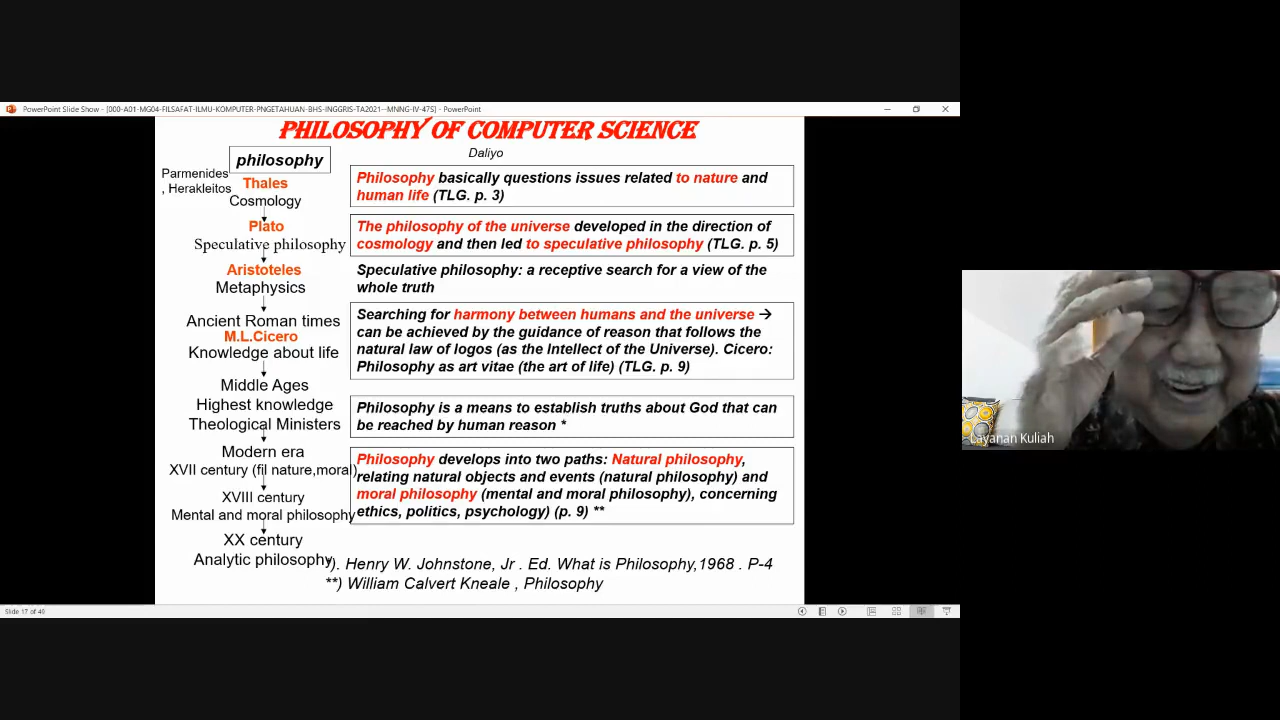 PowerPoint Slide Show - [000-A01-MG04-FILSAFAT-ILMU-KOMPUTER-PNGETAHUAN-BHS-INGGRIS-TA2021--MNNG-IV-47S] - PowerPoint
PHILOSOPHY OF COMPUTER SCIENCE
Daliyo
philosophy
Parmenides
, Herakleitos
Thales
Cosmology
Plato
Speculative philosophy
Aristoteles
Metaphysics
Ancient Roman times
M.L.Cicero
Knowledge about life
Middle Ages
Highest knowledge
Theological Ministers
Modern era
XVII century (fil nature,moral)
XVIII century
Mental and moral philosophy
XX century
Analytic philosophy
Philosophy basically questions issues related to nature and
human life (TLG. p. 3)
The philosophy of the universe developed in the direction of
cosmology and then led to speculative philosophy (TLG. p. 5)
Speculative philosophy: a receptive search for a view of the
whole truth
Searching for harmony between humans and the universe →
can be achieved by the guidance of reason that follows the
natural law of logos (as the Intellect of the Universe). Cicero:
Philosophy as art vitae (the art of life) (TLG. p. 9)
Philosophy is a means to establish truths about God that can
be reached by human reason *
Philosophy develops into two paths: Natural philosophy,
relating natural objects and events (natural philosophy) and
moral philosophy (mental and moral philosophy), concerning
ethics, politics, psychology) (p. 9) **
*). Henry W. Johnstone, Jr . Ed. What is Philosophy,1968 . P-4
**) William Calvert Kneale , Philosophy
Slide 17 of 40
Layanan Kuliah